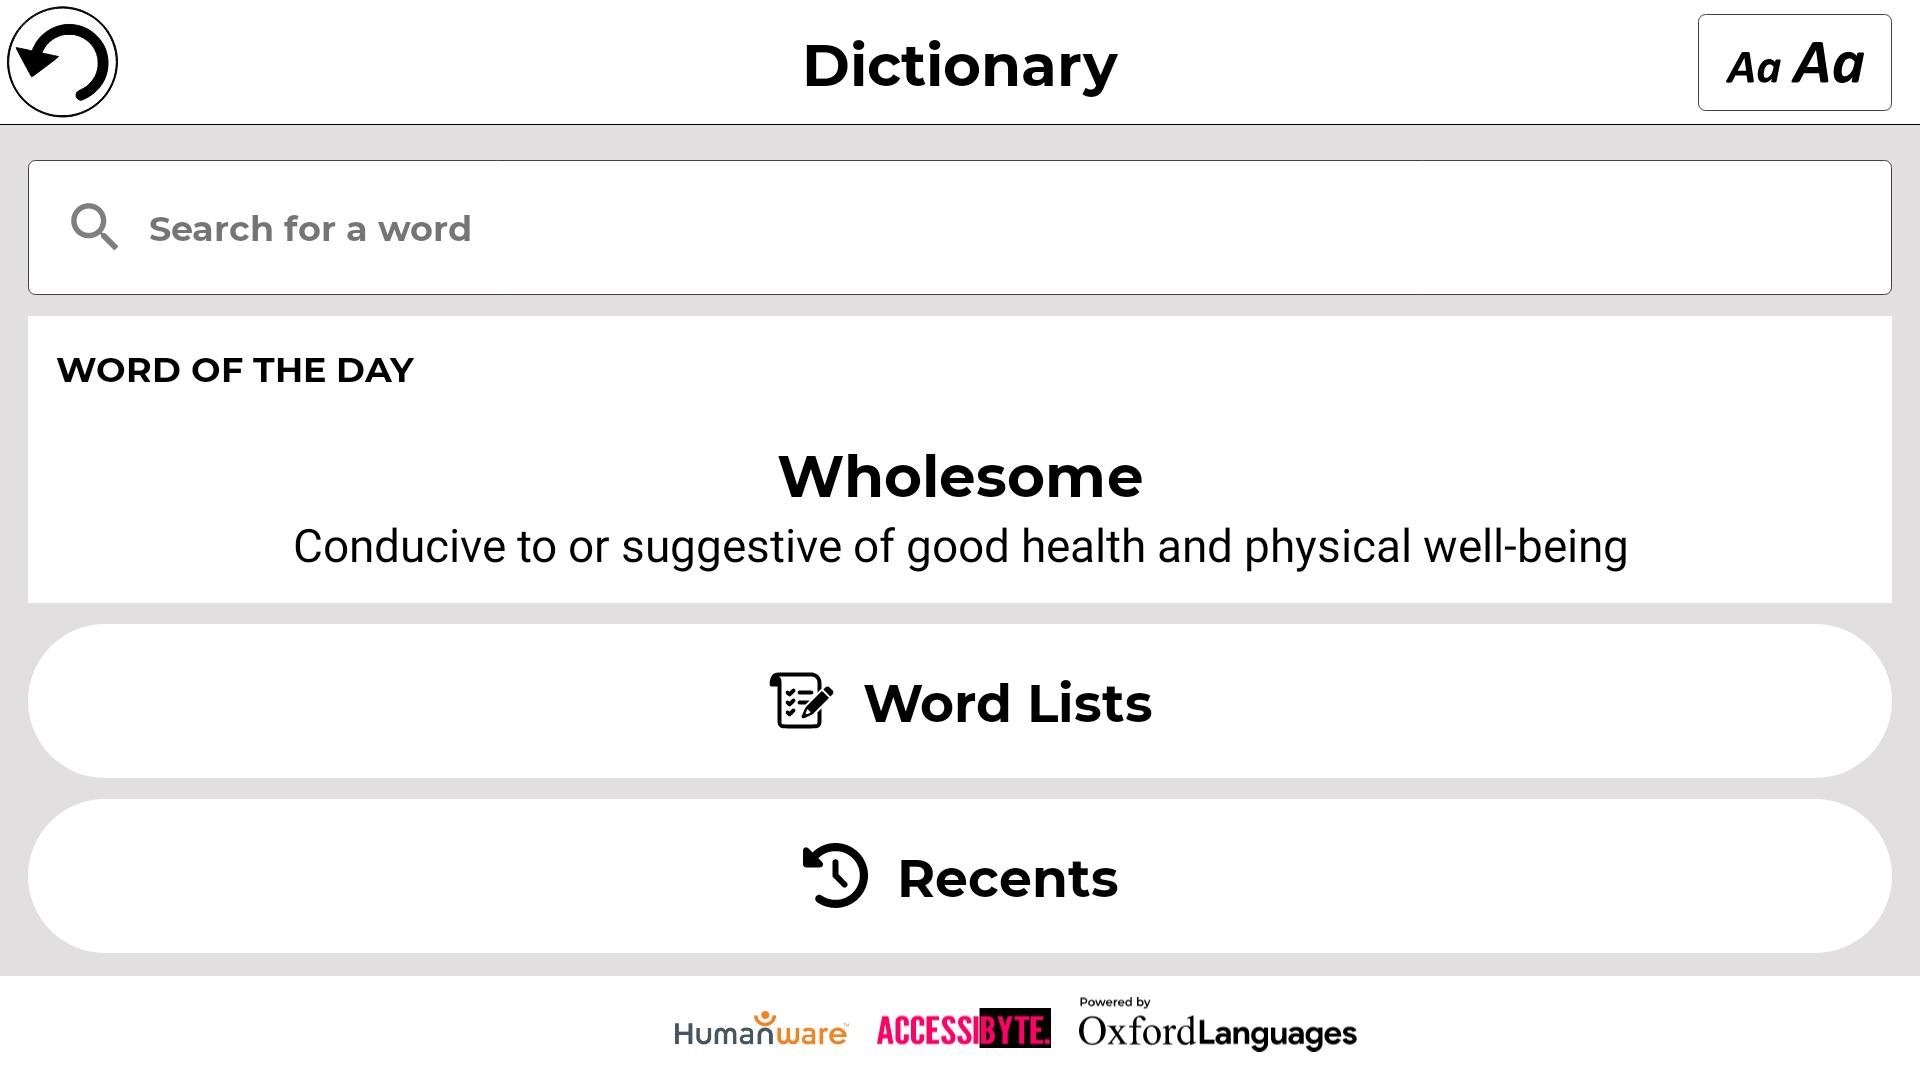 Dictionary
Aa Aa
Search for a word
WORD OF THE DAY
Wholesome
Conducive to or suggestive of good health and physical well-being
Word Lists
Recents
Humanware™
ACCESSIBYTE.
Powered by
OxfordLanguages